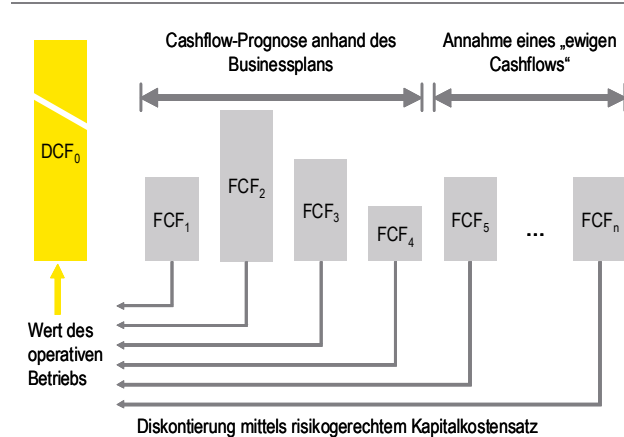 Cashflow-Prognose anhand des
Businessplans
Annahme eines „ewigen
Cashflows“
DCF₀
FCF₁
FCF₂
FCF₃
FCF₄
FCF₅
...
FCFₙ
Wert des
operativen
Betriebs
Diskontierung mittels risikogerechtem Kapitalkostensatz